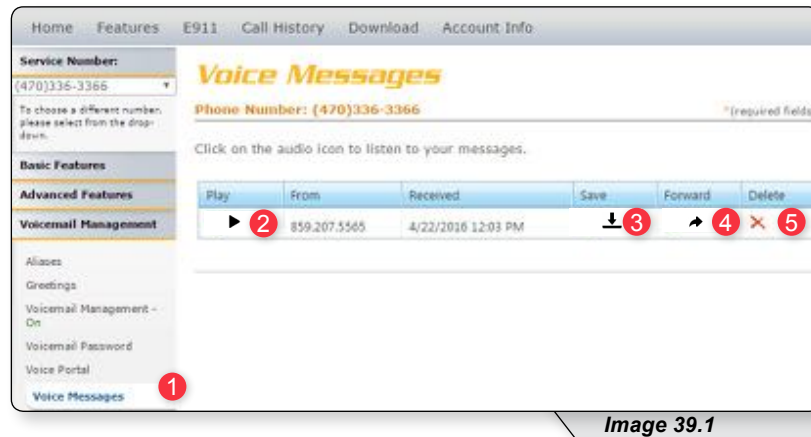 Home Features E911 Call History Download Account Info
Service Number:
(470)336-3366
To choose a different number,
please select from the drop-
down.
Basic Features
Advanced Features
Voicemail Management
Aliases
Greetings
Voicemail Management -
On
Voicemail Password
Voice Portal
Voice Messages
1
Voice Messages
Phone Number: (470)336-3366 *(required fields
Click on the audio icon to listen to your messages.
Play From Received Save Forward Delete
2 859.207.5565 4/22/2016 12:03 PM 3 4 5
Image 39.1